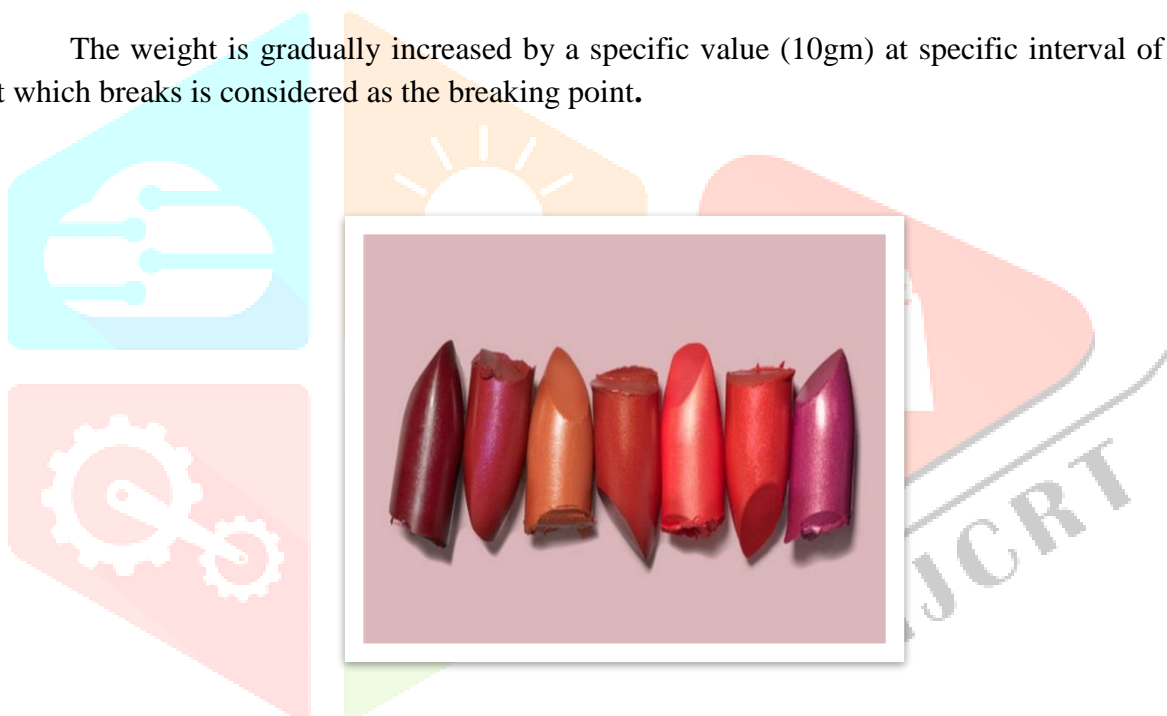 The weight is gradually increased by a specific value (10gm) at specific interval of
which breaks is considered as the breaking point.
JCRT